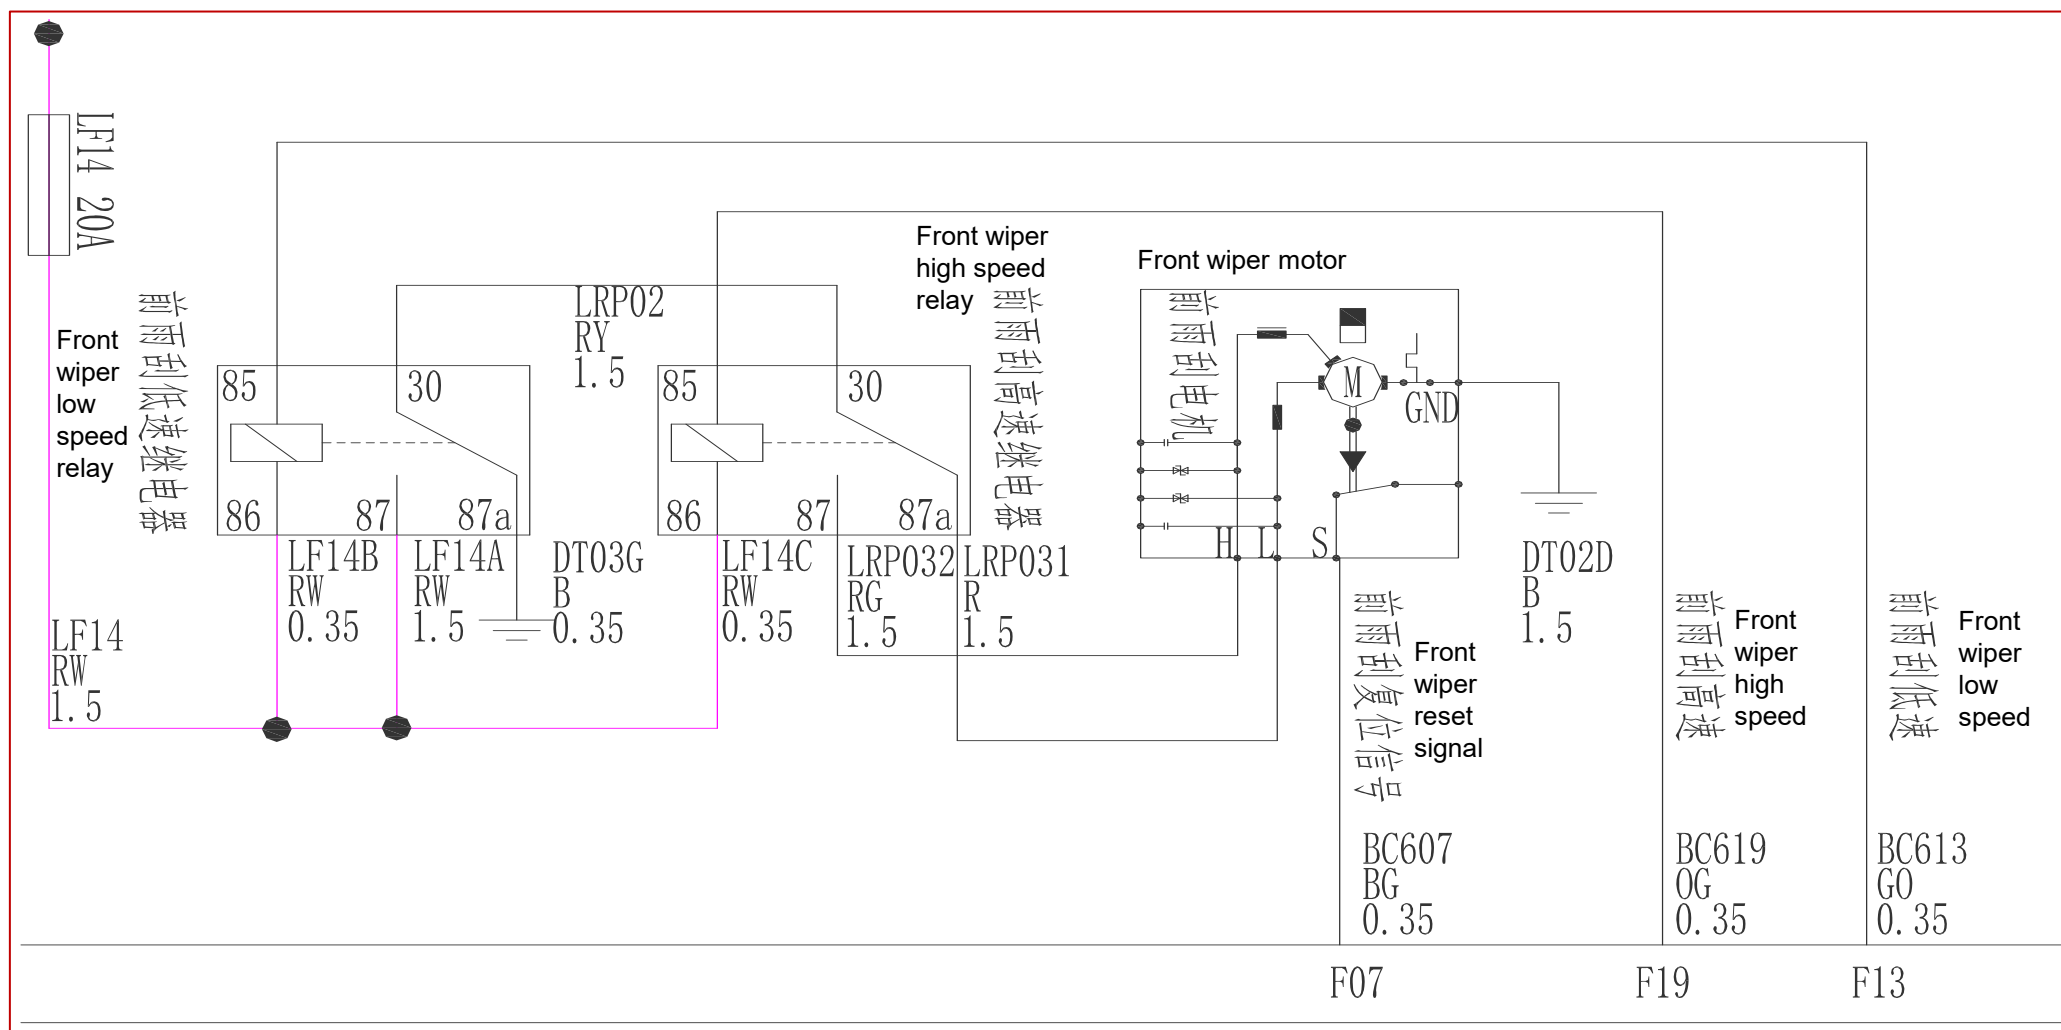 LF14 20A
Front
wiper
low
speed
relay
前雨刮低速继电器
LRP02
RY
1.5
Front wiper
high speed
relay
前雨刮高速继电器
Front wiper motor
前雨刮电机
M
GND
85
30
86
87
87a
85
30
86
87
87a
H
L
S
LF14
RW
1.5
LF14B
RW
0.35
LF14A
RW
1.5
DT03G
B
0.35
LF14C
RW
0.35
LRP032
RG
1.5
LRP031
R
1.5
DT02D
B
1.5
前雨刮复位信号
Front
wiper
reset
signal
前雨刮高速
Front
wiper
high
speed
前雨刮低速
Front
wiper
low
speed
BC607
BG
0.35
BC619
OG
0.35
BC613
GO
0.35
F07
F19
F13